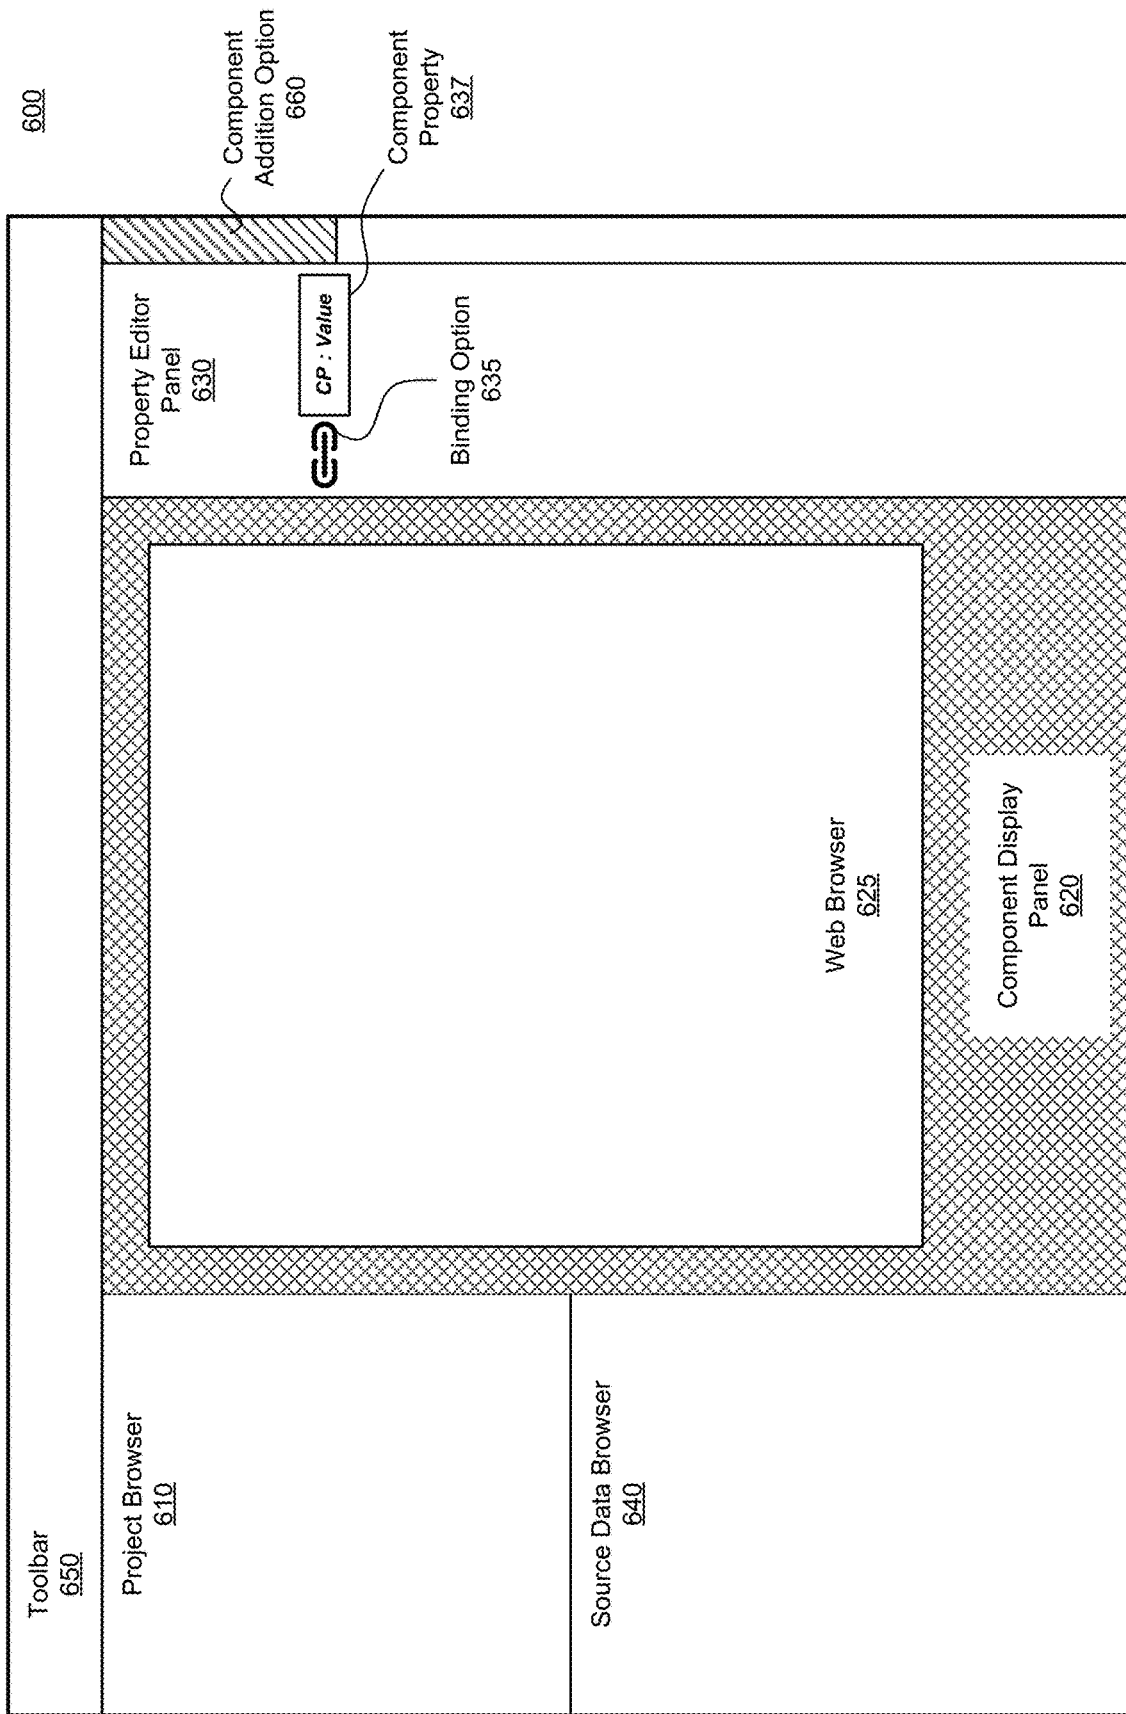 600
Toolbar
650
Project Browser
610
Source Data Browser
640
Web Browser
625
Component Display
Panel
620
Property Editor
Panel
630
CP : Value
Binding Option
635
Component
Addition Option
660
Component
Property
637